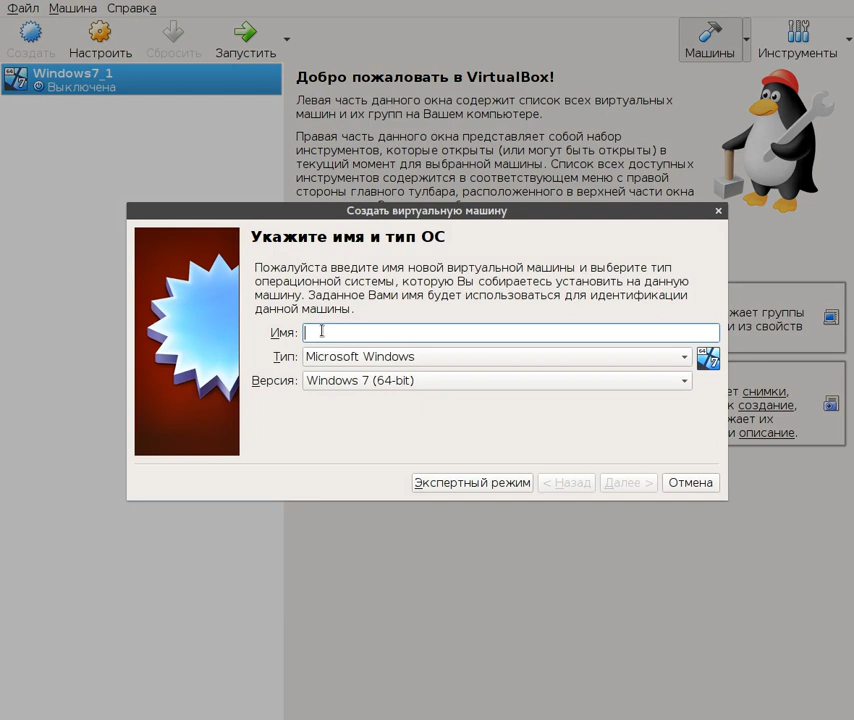 Файл Машина Справка
Создать Настроить Сбросить Запустить Машины Инструменты
Windows7_1
Выключена
Добро пожаловать в VirtualBox!
Левая часть данного окна содержит список всех виртуальных
машин и их групп на Вашем компьютере.
Правая часть данного окна представляет собой набор
инструментов, которые открыты (или могут быть открыты) в
текущий момент для выбранной машины. Список всех доступных
инструментов содержится в соответствующем меню с правой
стороны главного тулбара, расположенного в верхней части окна
Создать виртуальную машину
Укажите имя и тип ОС
Пожалуйста введите имя новой виртуальной машины и выберите тип
операционной системы, которую Вы собираетесь установить на данную
машину. Заданное Вами имя будет использоваться для идентификации
данной машины.
Имя:
Тип: Microsoft Windows
Версия: Windows 7 (64-bit)
Экспертный режим < Назад Далее > Отмена
жает группы
и из свойств
ет снимки,
к создание,
жает их
и описание.